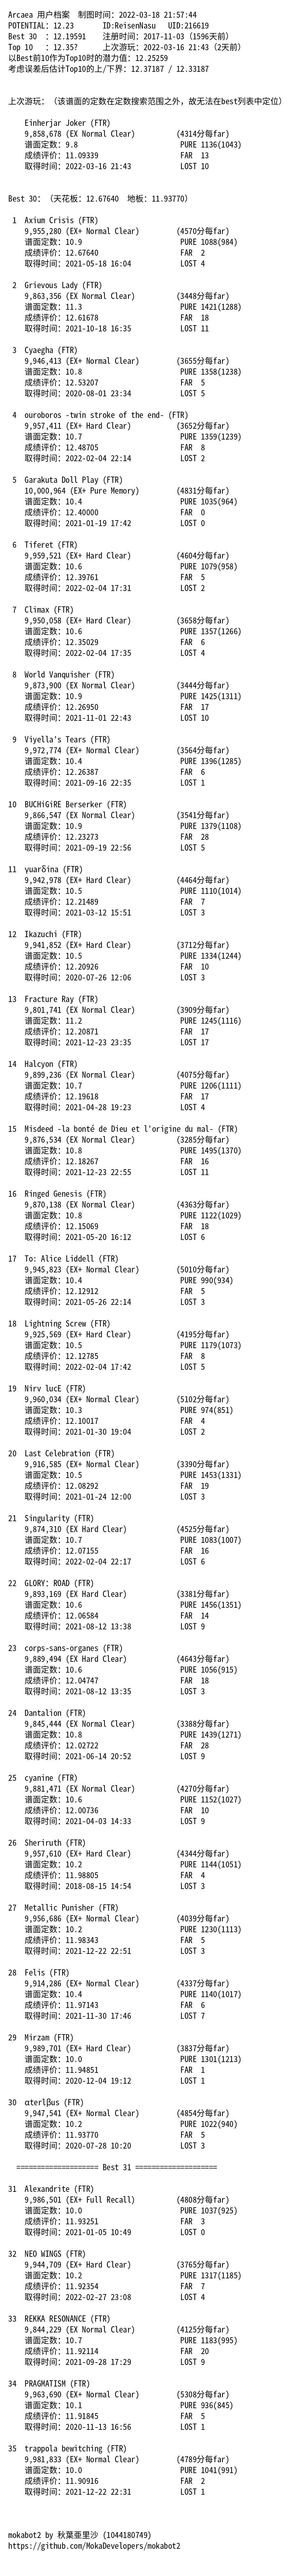 Arcaea 用户档案  制图时间：2022-03-18 21:57:44
POTENTIAL：12.23  ID:ReisenNasu  UID:216619
Best 30 ：12.19591  注册时间：2017-11-03（1596天前）
Top 10 ：12.35?  上次游玩：2022-03-16 21:43（2天前）
以Best前10作为Top10时的潜力值：12.25259
考虑误差后估计Top10的上/下界：12.37187 / 12.33187
上次游玩：（该谱面的定数在定数搜索范围之外，故无法在best列表中定位）
Einherjar Joker (FTR)
9,858,678 (EX Normal Clear)  (4314分每far)
谱面定数：9.8  PURE 1136(1043)
成绩评价：11.09339  FAR 13
取得时间：2022-03-16 21:43  LOST 10
Best 30：（天花板：12.67640 地板：11.93770）
1 Axium Crisis (FTR)
9,955,280 (EX+ Normal Clear)  (4570分每far)
谱面定数：10.9  PURE 1088(984)
成绩评价：12.67640  FAR 2
取得时间：2021-05-18 16:04  LOST 4
2 Grievous Lady (FTR)
9,863,356 (EX Normal Clear)  (3448分每far)
谱面定数：11.3  PURE 1421(1288)
成绩评价：12.61678  FAR 18
取得时间：2021-10-18 16:35  LOST 11
3 Cyaegha (FTR)
9,946,413 (EX+ Normal Clear)  (3655分每far)
谱面定数：10.8  PURE 1358(1238)
成绩评价：12.53207  FAR 5
取得时间：2020-08-01 23:34  LOST 5
4 ouroboros -twin stroke of the end- (FTR)
9,957,411 (EX+ Hard Clear)  (3652分每far)
谱面定数：10.7  PURE 1359(1239)
成绩评价：12.48705  FAR 8
取得时间：2022-02-04 22:14  LOST 2
5 Garakuta Doll Play (FTR)
10,000,964 (EX+ Pure Memory)  (4831分每far)
谱面定数：10.4  PURE 1035(964)
成绩评价：12.40000  FAR 0
取得时间：2021-01-19 17:42  LOST 0
6 Tiferet (FTR)
9,959,521 (EX+ Hard Clear)  (4604分每far)
谱面定数：10.6  PURE 1079(958)
成绩评价：12.39761  FAR 5
取得时间：2022-02-04 17:31  LOST 2
7 Climax (FTR)
9,950,058 (EX+ Hard Clear)  (3658分每far)
谱面定数：10.6  PURE 1357(1266)
成绩评价：12.35029  FAR 6
取得时间：2022-02-04 17:35  LOST 4
8 World Vanquisher (FTR)
9,873,900 (EX Normal Clear)  (3444分每far)
谱面定数：10.9  PURE 1425(1311)
成绩评价：12.26950  FAR 17
取得时间：2021-11-01 22:43  LOST 10
9 Viyella's Tears (FTR)
9,972,774 (EX+ Normal Clear)  (3564分每far)
谱面定数：10.4  PURE 1396(1285)
成绩评价：12.26387  FAR 6
取得时间：2021-09-16 22:35  LOST 1
10 BUCHiGiRE Berserker (FTR)
9,866,547 (EX Normal Clear)  (3541分每far)
谱面定数：10.9  PURE 1379(1108)
成绩评价：12.23273  FAR 28
取得时间：2021-09-19 22:56  LOST 5
11 γuarδina (FTR)
9,942,978 (EX+ Hard Clear)  (4464分每far)
谱面定数：10.5  PURE 1110(1014)
成绩评价：12.21489  FAR 7
取得时间：2021-03-12 15:51  LOST 3
12 Ikazuchi (FTR)
9,941,852 (EX+ Hard Clear)  (3712分每far)
谱面定数：10.5  PURE 1334(1244)
成绩评价：12.20926  FAR 10
取得时间：2020-07-26 12:06  LOST 3
13 Fracture Ray (FTR)
9,801,741 (EX Normal Clear)  (3909分每far)
谱面定数：11.2  PURE 1245(1116)
成绩评价：12.20871  FAR 17
取得时间：2021-12-23 23:35  LOST 17
14 Halcyon (FTR)
9,899,236 (EX Normal Clear)  (4075分每far)
谱面定数：10.7  PURE 1206(1111)
成绩评价：12.19618  FAR 17
取得时间：2021-04-28 19:23  LOST 4
15 Misdeed -la bonté de Dieu et l'origine du mal- (FTR)
9,876,534 (EX Normal Clear)  (3285分每far)
谱面定数：10.8  PURE 1495(1370)
成绩评价：12.18267  FAR 16
取得时间：2021-12-23 22:55  LOST 11
16 Ringed Genesis (FTR)
9,870,138 (EX Normal Clear)  (4363分每far)
谱面定数：10.8  PURE 1122(1029)
成绩评价：12.15069  FAR 18
取得时间：2021-05-20 16:12  LOST 6
17 To: Alice Liddell (FTR)
9,945,823 (EX+ Normal Clear)  (5010分每far)
谱面定数：10.4  PURE 990(934)
成绩评价：12.12912  FAR 5
取得时间：2021-05-26 22:14  LOST 3
18 Lightning Screw (FTR)
9,925,569 (EX+ Hard Clear)  (4195分每far)
谱面定数：10.5  PURE 1179(1073)
成绩评价：12.12785  FAR 8
取得时间：2022-02-04 17:42  LOST 5
19 Nirv lucE (FTR)
9,960,034 (EX+ Normal Clear)  (5102分每far)
谱面定数：10.3  PURE 974(851)
成绩评价：12.10017  FAR 4
取得时间：2021-01-30 19:04  LOST 2
20 Last Celebration (FTR)
9,916,585 (EX+ Normal Clear)  (3390分每far)
谱面定数：10.5  PURE 1453(1331)
成绩评价：12.08292  FAR 19
取得时间：2021-01-24 12:00  LOST 3
21 Singularity (FTR)
9,874,310 (EX Hard Clear)  (4525分每far)
谱面定数：10.7  PURE 1083(1007)
成绩评价：12.07155  FAR 16
取得时间：2022-02-04 22:17  LOST 6
22 GLORY: ROAD (FTR)
9,893,169 (EX Hard Clear)  (3381分每far)
谱面定数：10.6  PURE 1456(1351)
成绩评价：12.06584  FAR 14
取得时间：2021-08-12 13:38  LOST 9
23 corps-sans-organes (FTR)
9,889,494 (EX Hard Clear)  (4643分每far)
谱面定数：10.6  PURE 1056(915)
成绩评价：12.04747  FAR 18
取得时间：2021-08-12 13:35  LOST 3
24 Dantalion (FTR)
9,845,444 (EX Normal Clear)  (3388分每far)
谱面定数：10.8  PURE 1439(1271)
成绩评价：12.02722  FAR 28
取得时间：2021-06-14 20:52  LOST 9
25 cyanine (FTR)
9,881,471 (EX Normal Clear)  (4270分每far)
谱面定数：10.6  PURE 1152(1027)
成绩评价：12.00736  FAR 10
取得时间：2021-04-03 14:33  LOST 9
26 Sheriruth (FTR)
9,957,610 (EX+ Hard Clear)  (4344分每far)
谱面定数：10.2  PURE 1144(1051)
成绩评价：11.98805  FAR 4
取得时间：2018-08-15 14:54  LOST 3
27 Metallic Punisher (FTR)
9,956,686 (EX+ Normal Clear)  (4039分每far)
谱面定数：10.2  PURE 1230(1113)
成绩评价：11.98343  FAR 5
取得时间：2021-12-22 22:51  LOST 3
28 Felis (FTR)
9,914,286 (EX+ Normal Clear)  (4337分每far)
谱面定数：10.4  PURE 1140(1017)
成绩评价：11.97143  FAR 6
取得时间：2021-11-30 17:46  LOST 7
29 Mirzam (FTR)
9,989,701 (EX+ Hard Clear)  (3837分每far)
谱面定数：10.0  PURE 1301(1213)
成绩评价：11.94851  FAR 1
取得时间：2020-12-04 19:12  LOST 1
30 αterlβus (FTR)
9,947,541 (EX+ Normal Clear)  (4854分每far)
谱面定数：10.2  PURE 1022(940)
成绩评价：11.93770  FAR 5
取得时间：2020-07-28 10:20  LOST 3
==================== Best 31 ====================
31 Alexandrite (FTR)
9,986,501 (EX+ Full Recall)  (4808分每far)
谱面定数：10.0  PURE 1037(925)
成绩评价：11.93251  FAR 3
取得时间：2021-01-05 10:49  LOST 0
32 NEO WINGS (FTR)
9,944,709 (EX+ Hard Clear)  (3765分每far)
谱面定数：10.2  PURE 1317(1185)
成绩评价：11.92354  FAR 7
取得时间：2022-02-27 23:08  LOST 4
33 REKKA RESONANCE (FTR)
9,844,229 (EX Normal Clear)  (4125分每far)
谱面定数：10.7  PURE 1183(995)
成绩评价：11.92114  FAR 20
取得时间：2021-09-28 17:29  LOST 9
34 PRAGMATISM (FTR)
9,963,690 (EX+ Normal Clear)  (5308分每far)
谱面定数：10.1  PURE 936(845)
成绩评价：11.91845  FAR 5
取得时间：2020-11-13 16:56  LOST 1
35 trappola bewitching (FTR)
9,981,833 (EX+ Normal Clear)  (4789分每far)
谱面定数：10.0  PURE 1041(991)
成绩评价：11.90916  FAR 2
取得时间：2021-12-22 22:31  LOST 1
mokabot2 by 秋葉亜里沙 (1044180749)
https://github.com/MokaDevelopers/mokabot2